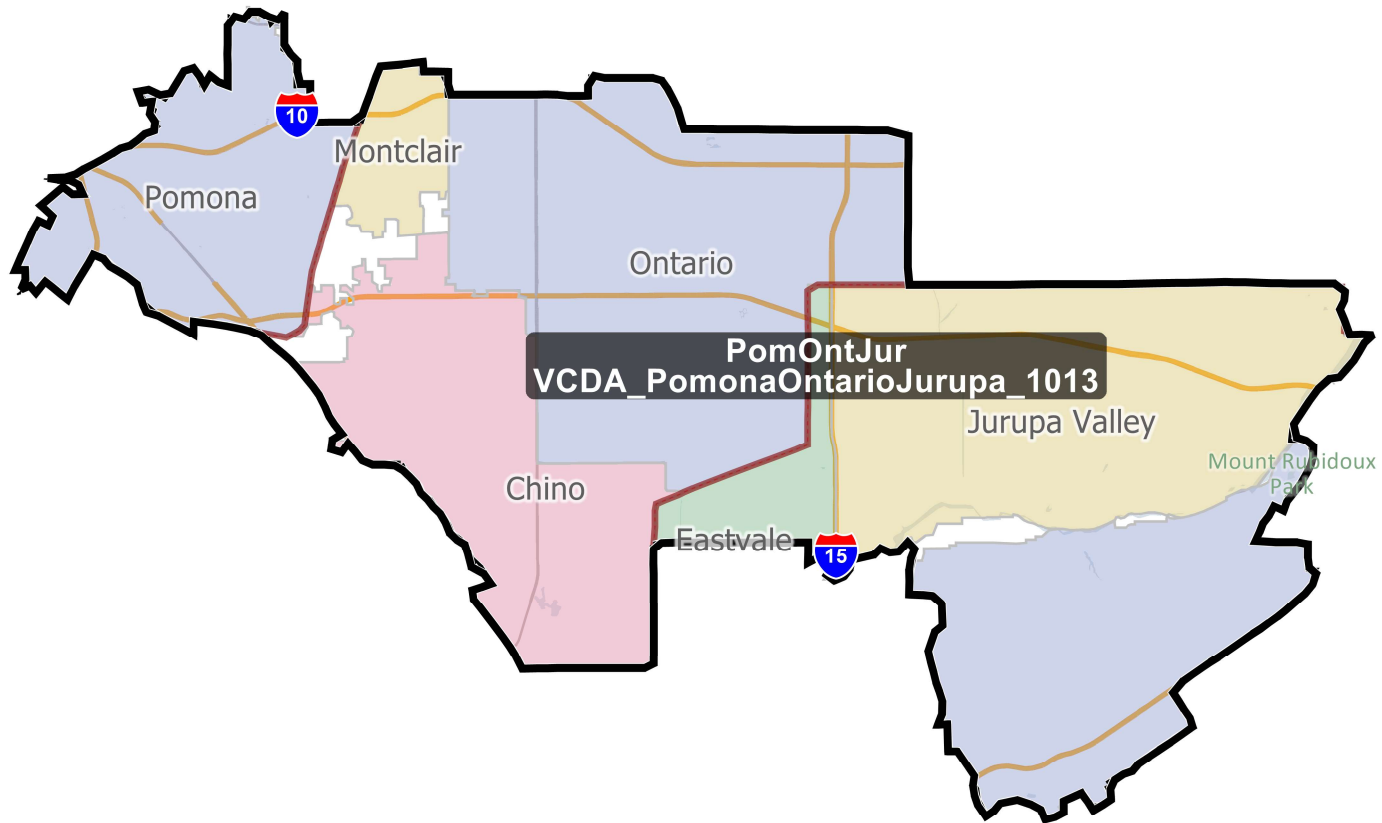 10
Montclair
Pomona
Ontario
PomOntJur
VCDA_PomonaOntarioJurupa_1013
Jurupa Valley
Mount Rubidoux
Park
Chino
Eastvale
15